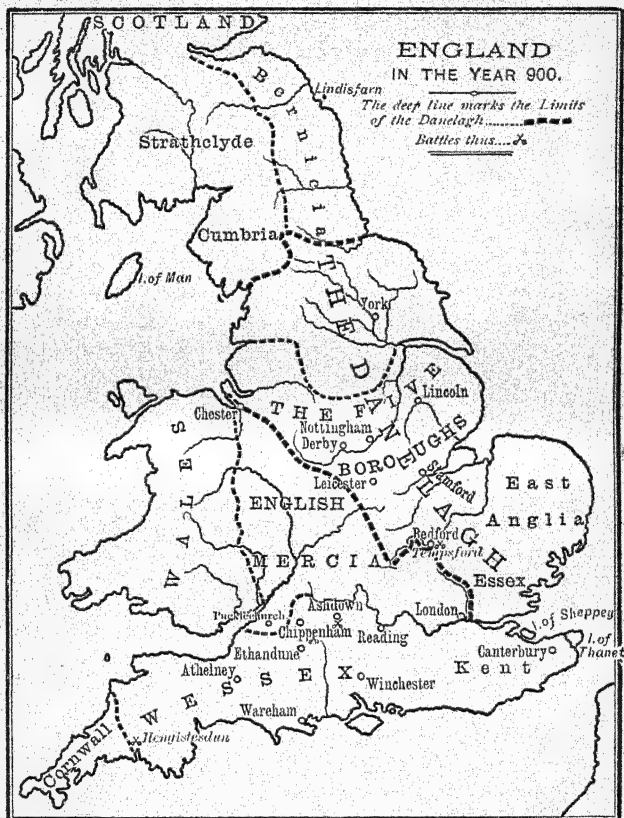 SCOTLAND
ENGLAND
IN THE YEAR 900.
The deep line marks the Limits
of the Danelagh
Battles thus
Bernicia
Lindisfarn
Strathclyde
Cumbria
I. of Man
THE DANELAGH
York
THE FIVE
BOROUGHS
Lincoln
Chester
Nottingham
Derby
Stamford
Leicester
WALES
ENGLISH
MERCIA
East
Anglia
Redford
Tempsford
Essex
London
Pucklechurch
Ashdown
Chippenham
Reading
I. of Sheppey
I. of
Thanet
Canterbury
Kent
Ethandune
Athelney
WESSEX
Winchester
Wareham
Hengistesdun
Cornwall